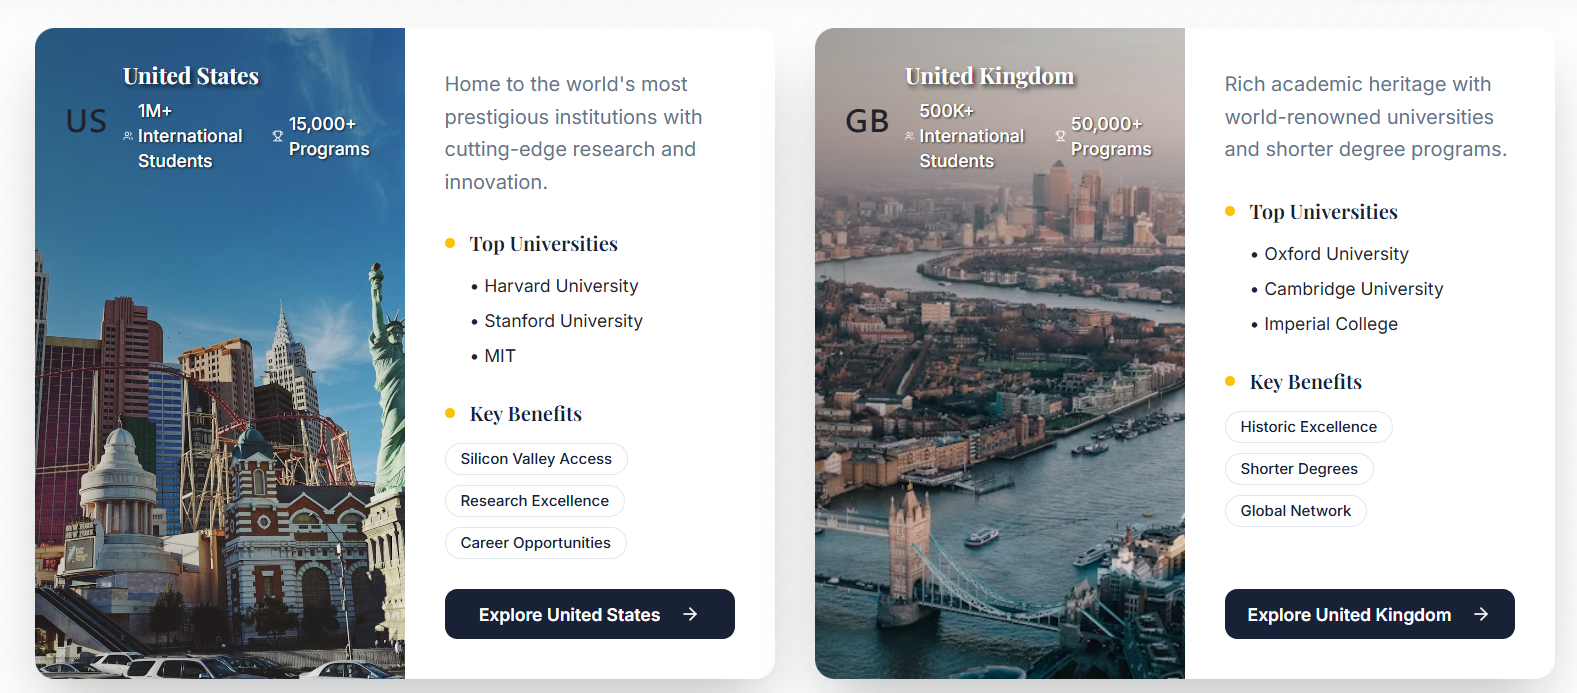 United States
US
1M+
International
Students
15,000+
Programs
Home to the world's most
prestigious institutions with
cutting-edge research and
innovation.
Top Universities
• Harvard University
• Stanford University
• MIT
Key Benefits
Silicon Valley Access
Research Excellence
Career Opportunities
Explore United States →
United Kingdom
GB
500K+
International
Students
50,000+
Programs
Rich academic heritage with
world-renowned universities
and shorter degree programs.
Top Universities
• Oxford University
• Cambridge University
• Imperial College
Key Benefits
Historic Excellence
Shorter Degrees
Global Network
Explore United Kingdom →